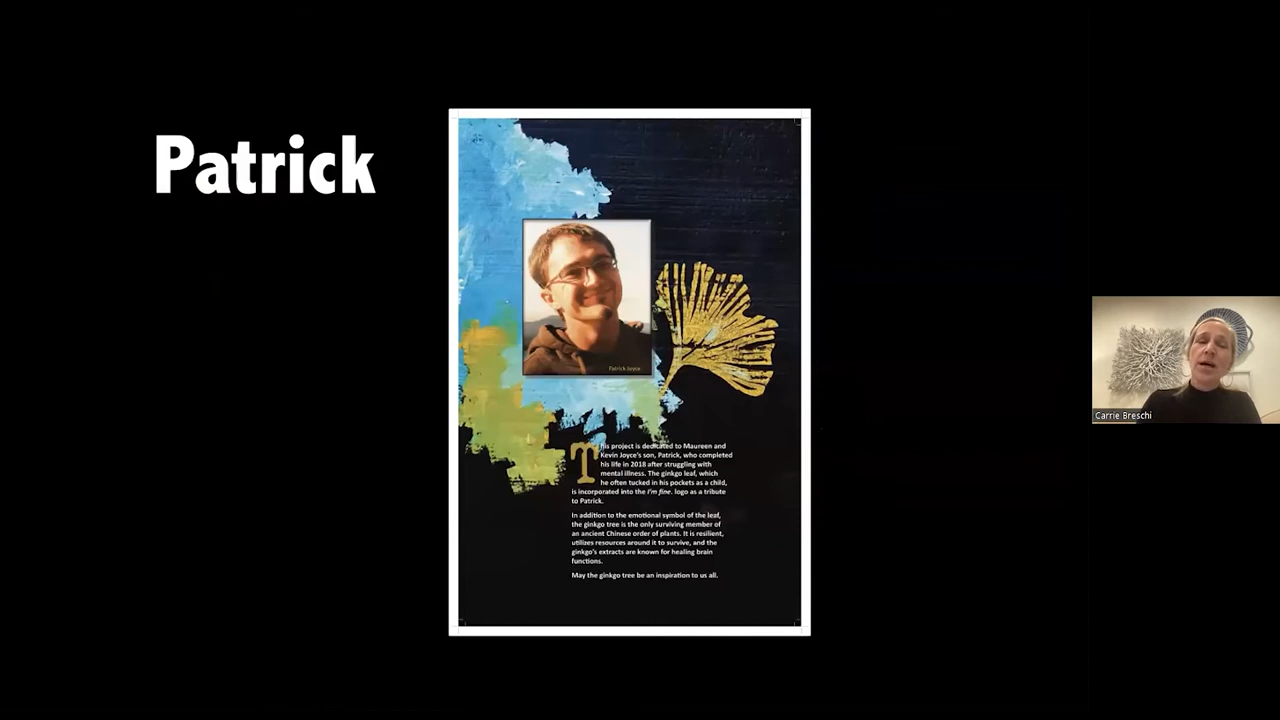 Patrick
Patrick Joyce
This project is dedicated to Maureen and
Kevin Joyce's son, Patrick, who completed
his life in 2018 after struggling with
mental illness. The ginkgo leaf, which
he often tucked in his pockets as a child,
is incorporated into the I'm fine. logo as a tribute
to Patrick.
In addition to the emotional symbol of the leaf,
the ginkgo tree is the only surviving member of
an ancient Chinese order of plants. It is resilient,
utilizes resources around it to survive, and the
ginkgo's extracts are known for healing brain
functions.
May the ginkgo tree be an inspiration to us all.
Carrie Breschi